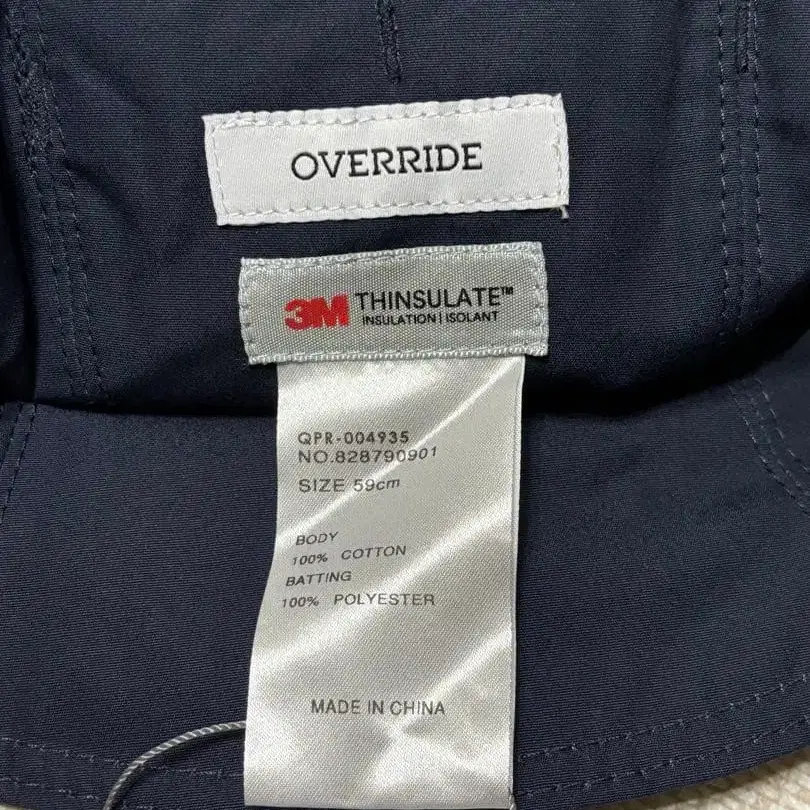 OVERRIDE
3M THINSULATE™
INSULATION | ISOLANT
QPR-004935
NO.828790901
SIZE 59cm
BODY
100% COTTON
BATTING
100% POLYESTER
MADE IN CHINA